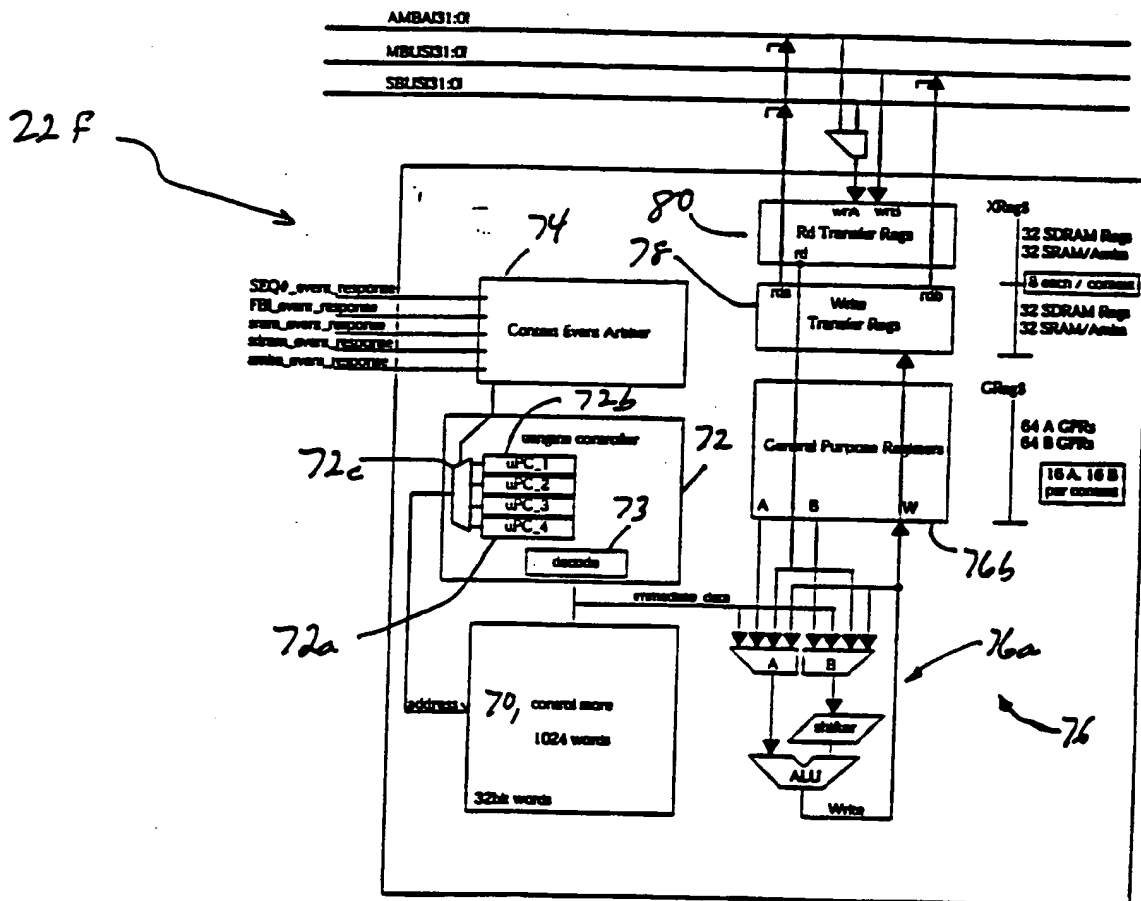 AMBA[31:0]
MBUS[31:0]
SBUS[31:0]
22F
80
wrA wrB
Rd Transfer Regs
rd
XRegS
32 SDRAM Regs
32 SRAM/Amba
8 each / context
32 SDRAM Regs
32 SRAM/Amba
78
rda
rdb
Write
Transfer Regs
74
SEQ#_event_response
FBI_event_response
sram_event_response
sdram_event_response
amba_event_response
Context Event Arbiter
GRegS
64 A GPRs
64 B GPRs
16 A, 16 B
per context
General Purpose Registers
A B W
76b
72b
72
72c
uengine controller
uPC_1
uPC_2
uPC_3
uPC_4
73
decode
72a
immediate data
A B
76a
76
shifter
ALU
Write
address
70,
control store
1024 words
32bit words